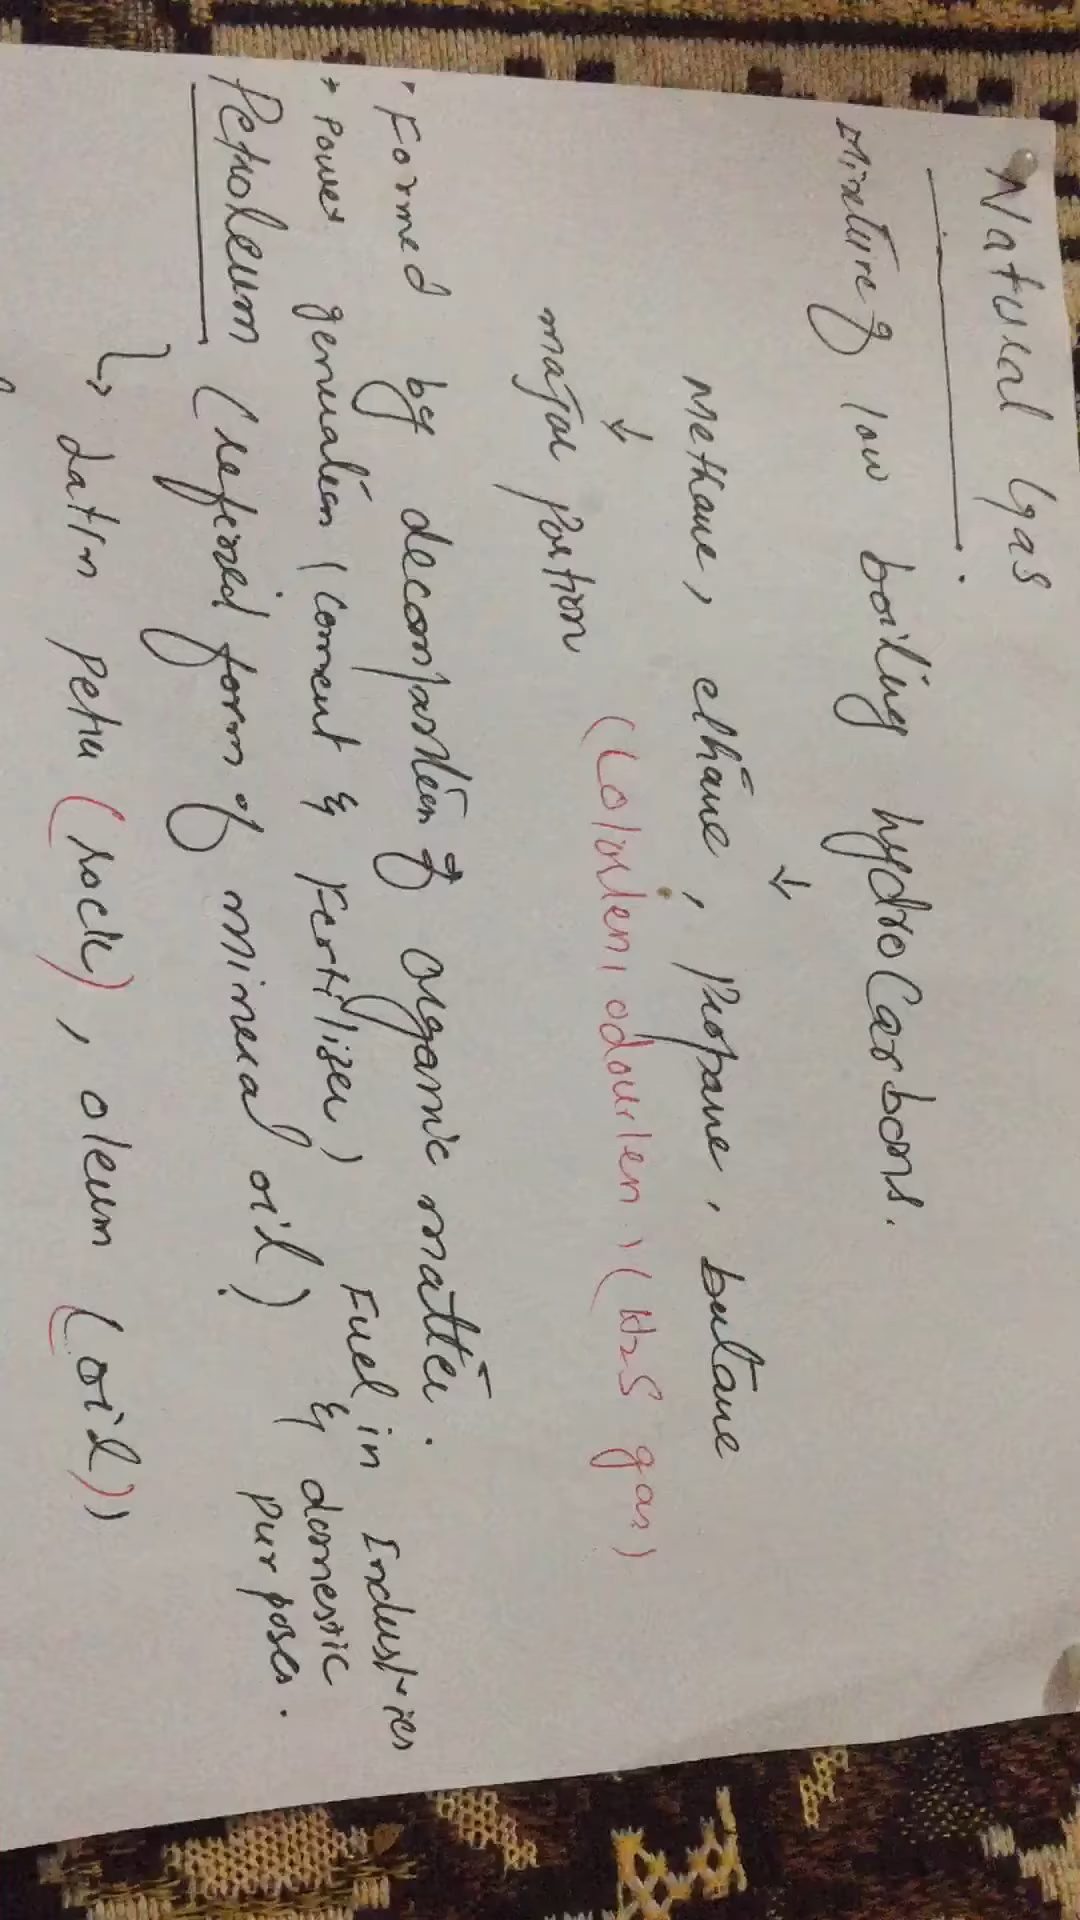 Natural Gas
Mixture of low boiling hydroCarbons.
↓
Methane, ethane, Propane, butane
↓
major portion
(Colourless, odourless, (H2S gas)
Formed by decomposition of organic matter.
Power generation (Cement & Fertilizer) Fuel in Industries & domestic purposes.
Petroleum (refined form of mineral oil)
↳ Latin petra (rock), oleum (oil))